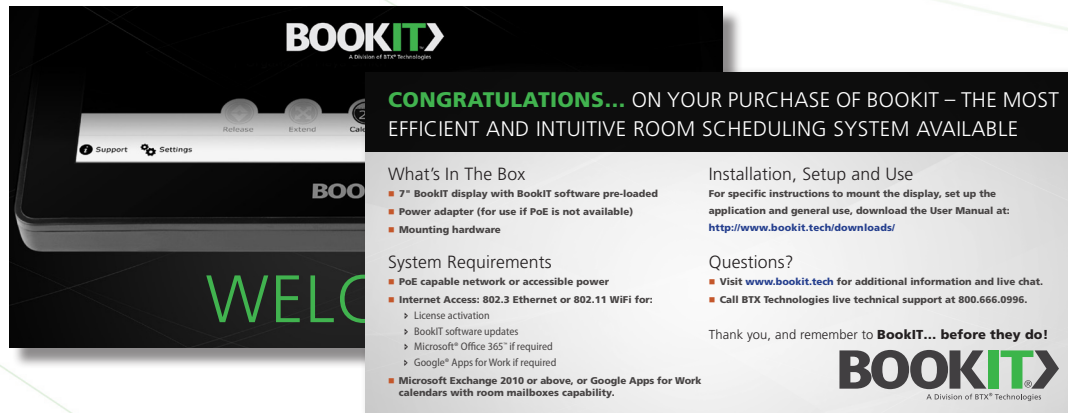 BOOKIT
A Division of BTX® Technologies
Release
Extend
Support
Settings
CONGRATULATIONS... ON YOUR PURCHASE OF BOOKIT – THE MOST
EFFICIENT AND INTUITIVE ROOM SCHEDULING SYSTEM AVAILABLE
What's In The Box
■ 7" BookIT display with BookIT software pre-loaded
■ Power adapter (for use if PoE is not available)
■ Mounting hardware
System Requirements
■ PoE capable network or accessible power
■ Internet Access: 802.3 Ethernet or 802.11 WiFi for:
› License activation
› BookIT software updates
› Microsoft® Office 365™ if required
› Google® Apps for Work if required
■ Microsoft Exchange 2010 or above, or Google Apps for Work
calendars with room mailboxes capability.
Installation, Setup and Use
For specific instructions to mount the display, set up the
application and general use, download the User Manual at:
http://www.bookit.tech/downloads/
Questions?
■ Visit www.bookit.tech for additional information and live chat.
■ Call BTX Technologies live technical support at 800.666.0996.
Thank you, and remember to BookIT... before they do!
BOOKIT®
A Division of BTX® Technologies
BOO
WELC